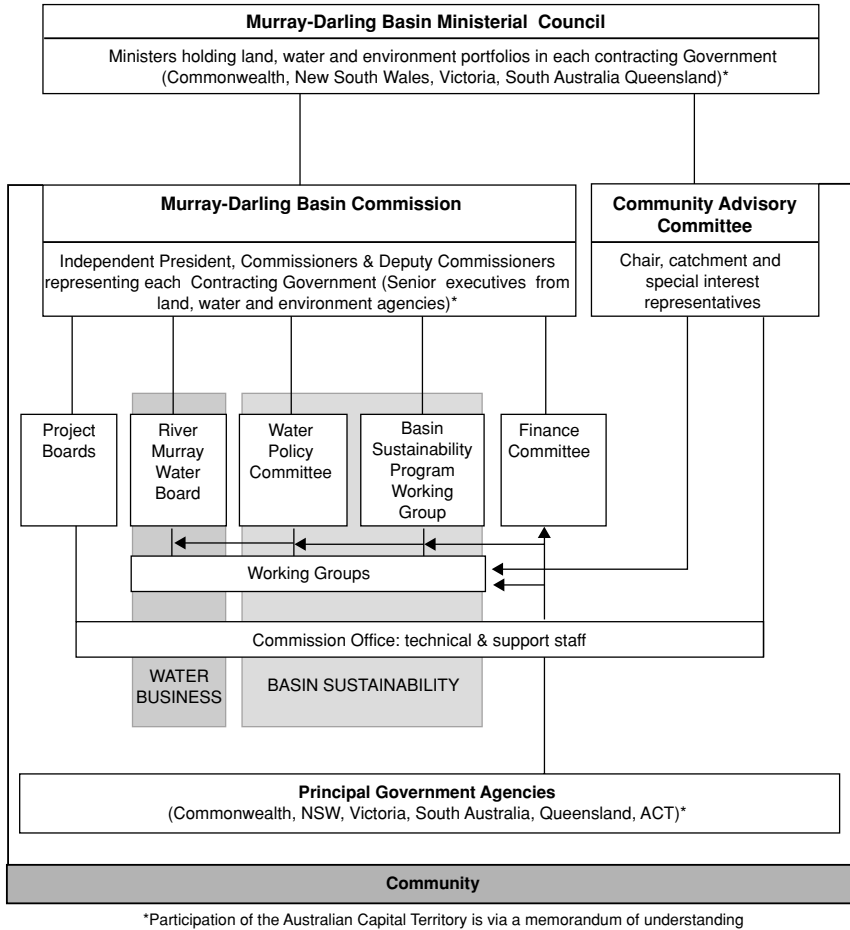 Murray-Darling Basin Ministerial Council
Ministers holding land, water and environment portfolios in each contracting Government
(Commonwealth, New South Wales, Victoria, South Australia Queensland)*
Murray-Darling Basin Commission
Independent President, Commissioners & Deputy Commissioners
representing each Contracting Government (Senior executives from
land, water and environment agencies)*
Community Advisory
Committee
Chair, catchment and
special interest
representatives
Project
Boards
River
Murray
Water
Board
Water
Policy
Committee
Basin
Sustainability
Program
Working
Group
Finance
Committee
Working Groups
Commission Office: technical & support staff
WATER
BUSINESS
BASIN SUSTAINABILITY
Principal Government Agencies
(Commonwealth, NSW, Victoria, South Australia, Queensland, ACT)*
Community
*Participation of the Australian Capital Territory is via a memorandum of understanding